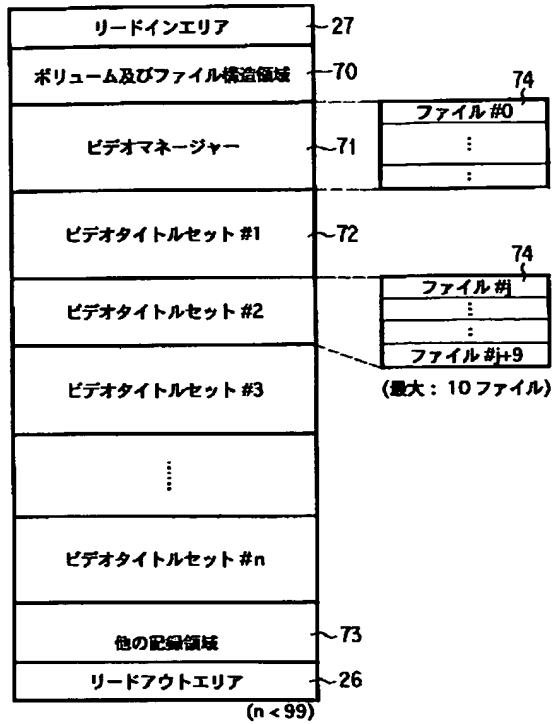 リードインエリア 27
ボリューム及びファイル構造領域 70
74
ファイル #0
ビデオマネージャー 71
ビデオタイトルセット #1 72
74
ファイル #j
ビデオタイトルセット #2
ファイル #j+9
(最大: 10 ファイル)
ビデオタイトルセット #3
ビデオタイトルセット #n
他の記録領域 73
リードアウトエリア 26
(n < 99)